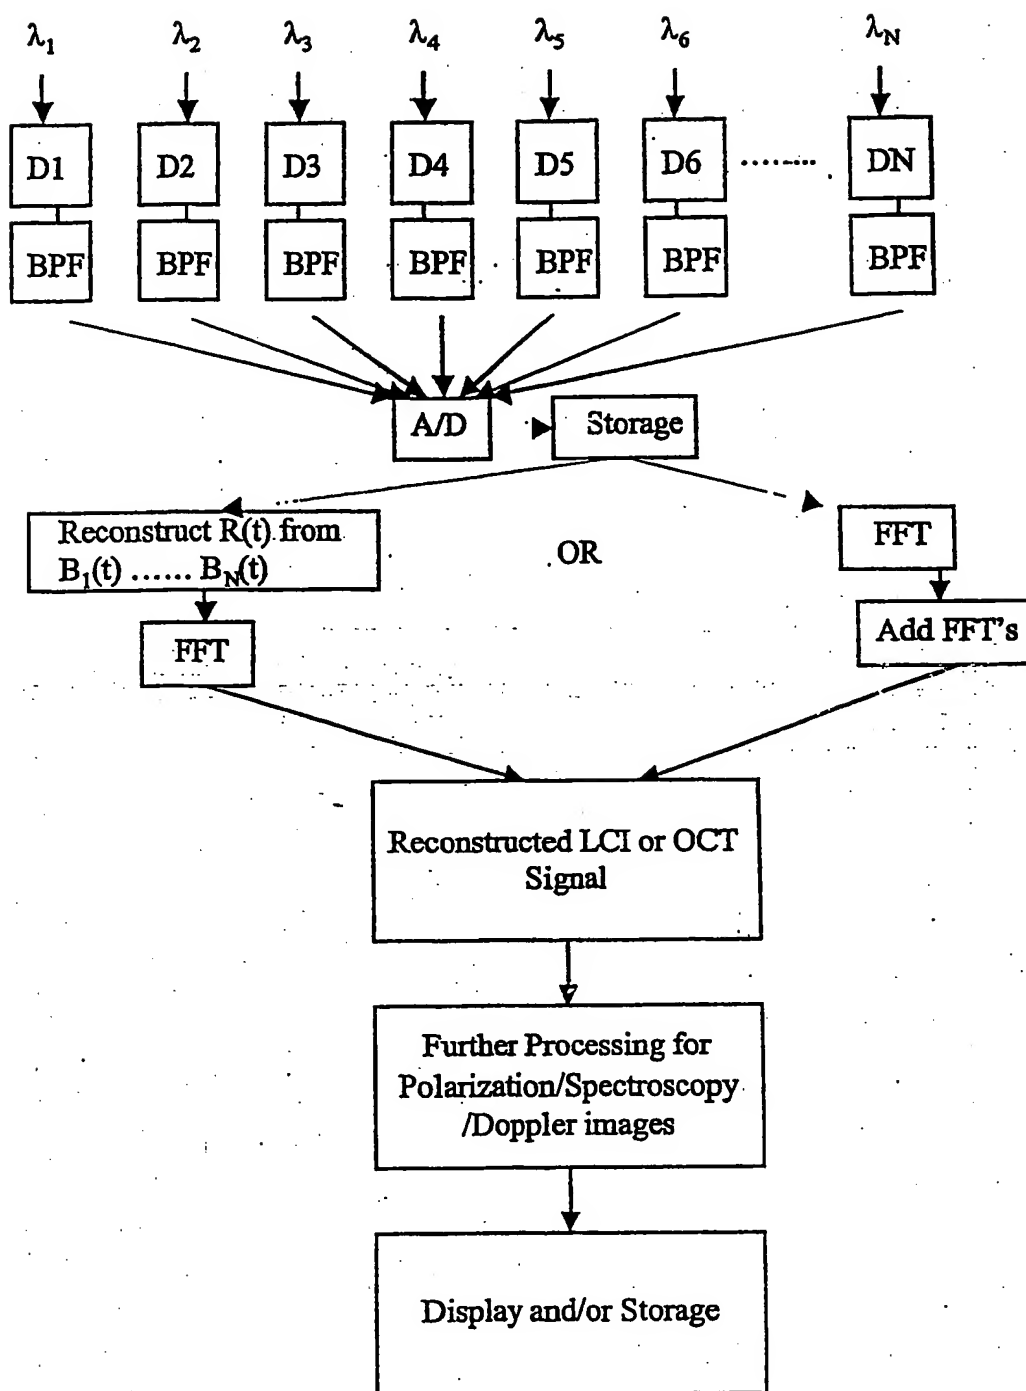 λ1 λ2 λ3 λ4 λ5 λ6 λN
D1 D2 D3 D4 D5 D6 ........ DN
BPF BPF BPF BPF BPF BPF BPF
A/D Storage
Reconstruct R(t) from
B1(t) ...... BN(t)
OR
FFT
FFT
Add FFT's
Reconstructed LCI or OCT
Signal
Further Processing for
Polarization/Spectroscopy
/Doppler images
Display and/or Storage